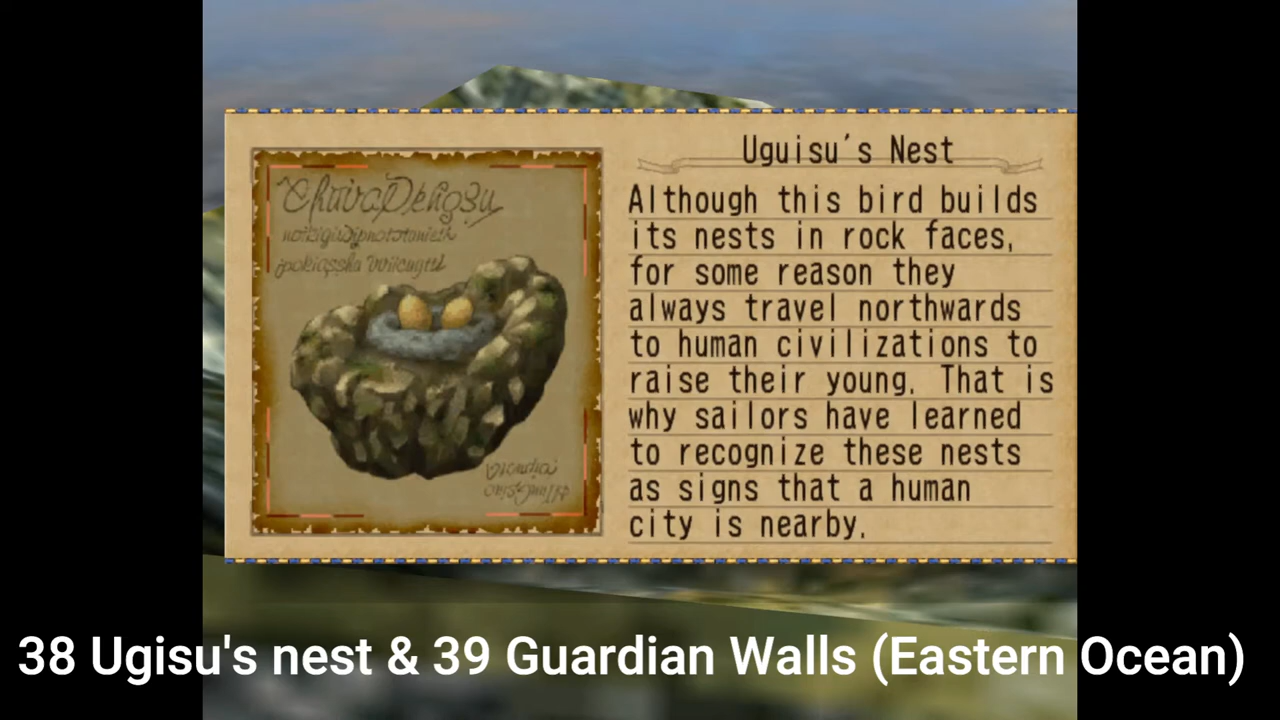 Uguisu's Nest
Although this bird builds
its nests in rock faces,
for some reason they
always travel northwards
to human civilizations to
raise their young. That is
why sailors have learned
to recognize these nests
as signs that a human
city is nearby.
38 Ugisu's nest & 39 Guardian Walls (Eastern Ocean)